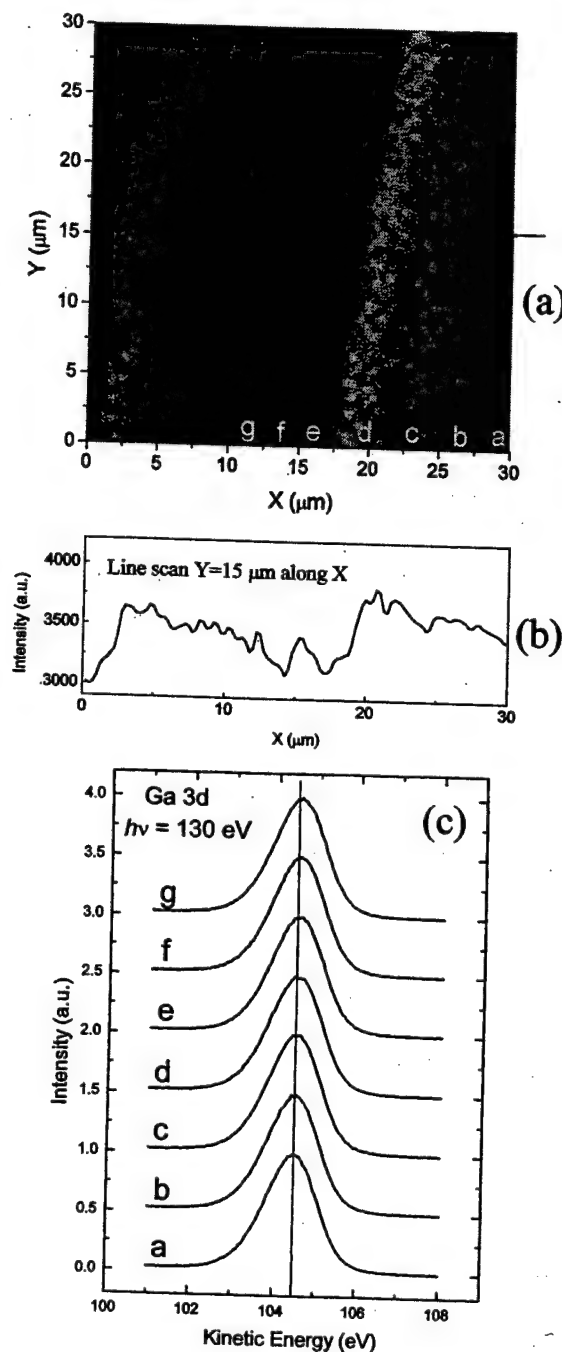 30
25
20
15
10
5
0
Y (μm)
g f e d c b a
0 5 10 15 20 25 30
X (μm)
(a)
4000
3500
3000
Intensity (a.u.)
Line scan Y=15 μm along X
(b)
0 10 20 30
X (μm)
4.0
3.5
3.0
2.5
2.0
1.5
1.0
0.5
0.0
Intensity (a.u.)
Ga 3d
hν = 130 eV
(c)
g
f
e
d
c
b
a
100 102 104 106 108
Kinetic Energy (eV)